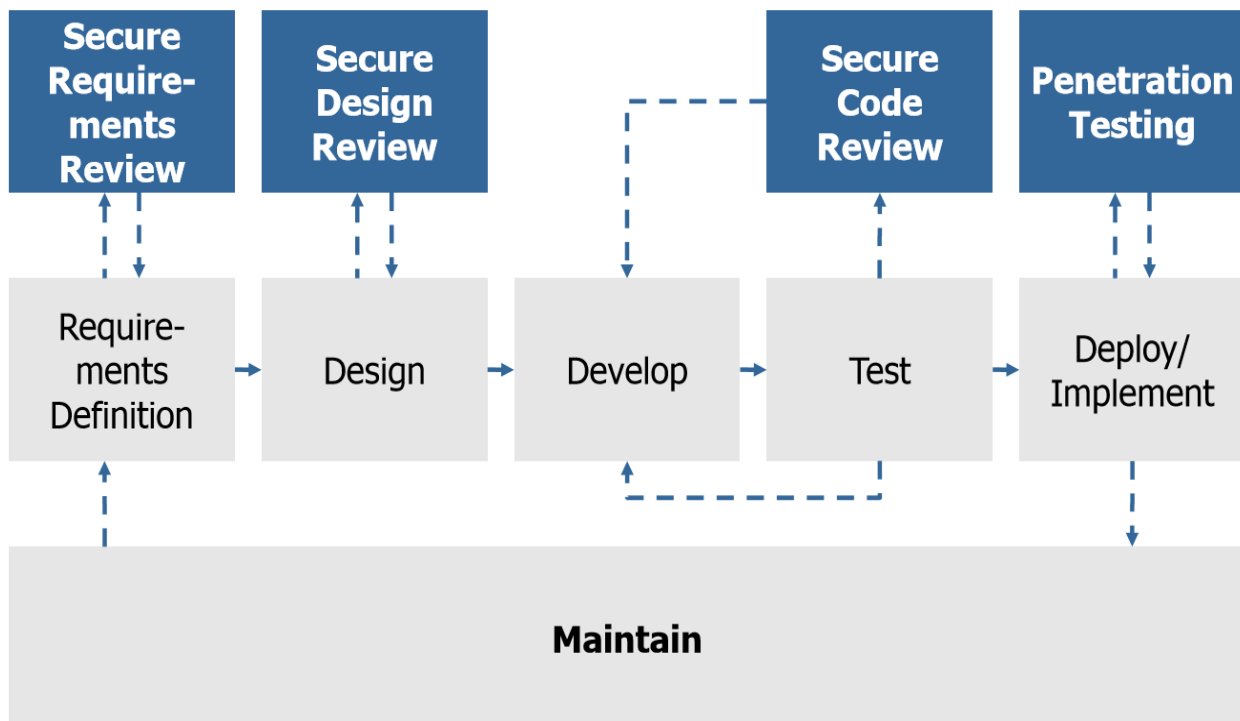 Secure
Require-
ments
Review
Secure
Design
Review
Secure
Code
Review
Penetration
Testing
Require-
ments
Definition
Design
Develop
Test
Deploy/
Implement
Maintain